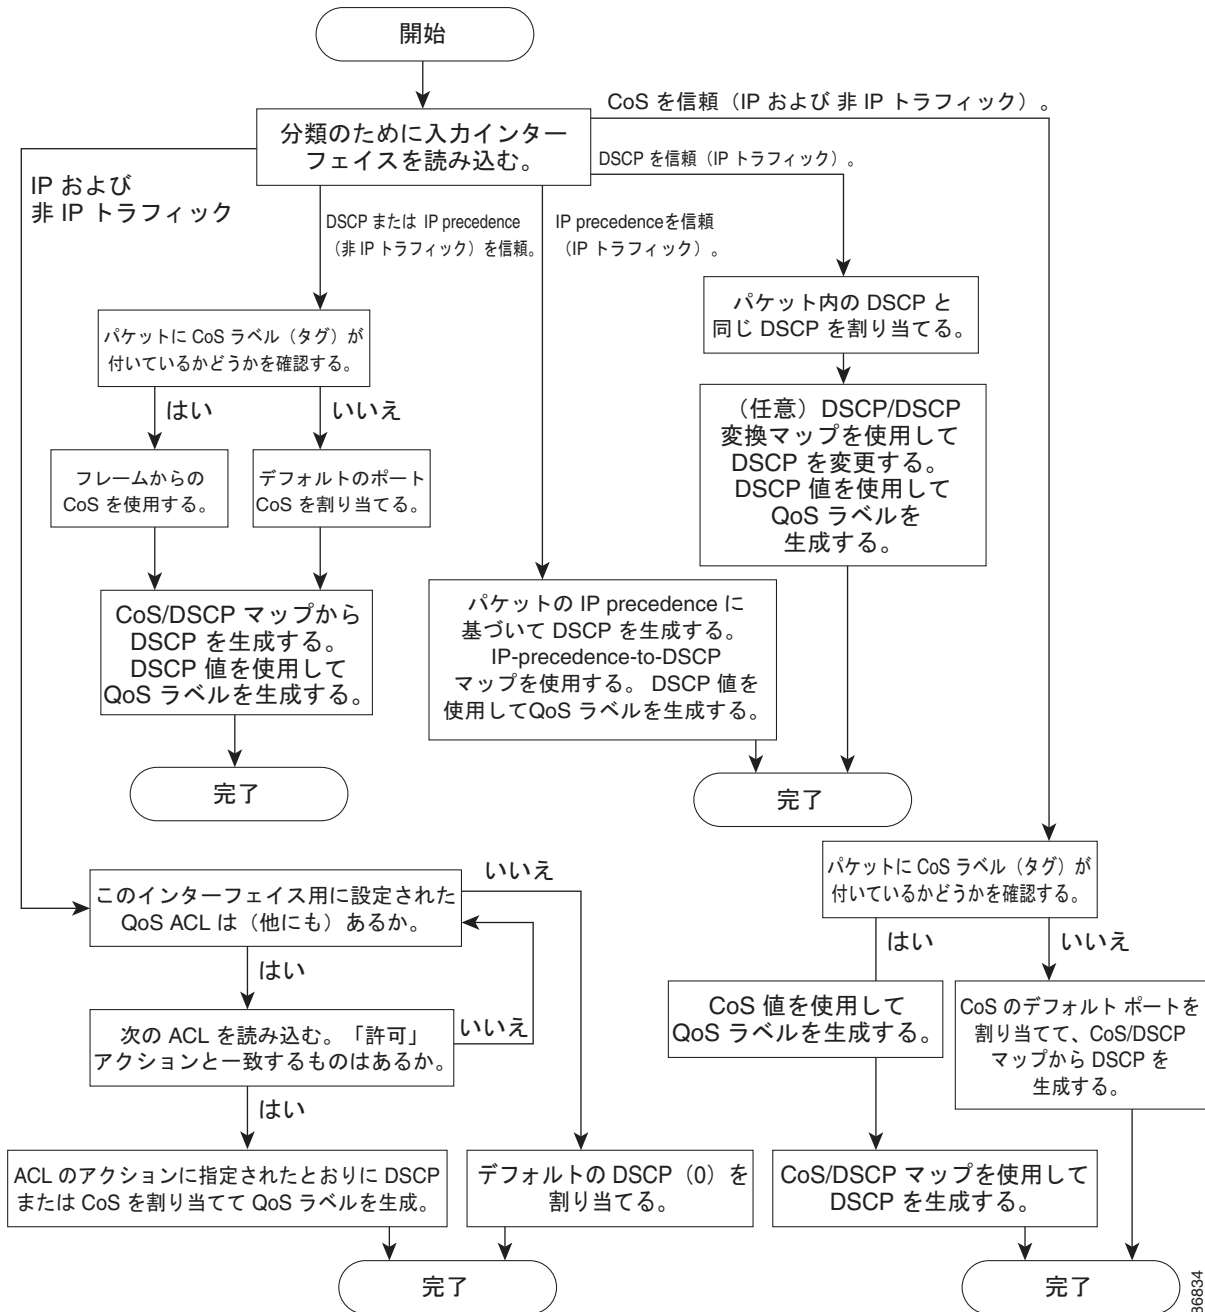 開始
CoS を信頼（IP および 非 IP トラフィック）。
分類のために入力インター
フェイスを読み込む。
DSCP を信頼（IP トラフィック）。
IP および
非 IP トラフィック
DSCP または IP precedence
（非 IP トラフィック）を信頼。
IP precedenceを信頼
（IP トラフィック）。
パケット内の DSCP と
同じ DSCP を割り当てる。
パケットに CoS ラベル（タグ）が
付いているかどうかを確認する。
はい
いいえ
（任意）DSCP/DSCP
変換マップを使用して
DSCP を変更する。
DSCP 値を使用して
QoS ラベルを
生成する。
フレームからの
CoS を使用する。
デフォルトのポート
CoS を割り当てる。
CoS/DSCP マップから
DSCP を生成する。
DSCP 値を使用して
QoS ラベルを生成する。
パケットの IP precedence に
基づいて DSCP を生成する。
IP-precedence-to-DSCP
マップを使用する。 DSCP 値を
使用してQoS ラベルを生成する。
完了
完了
パケットに CoS ラベル（タグ）が
付いているかどうかを確認する。
いいえ
このインターフェイス用に設定された
QoS ACL は（他にも）あるか。
はい
はい
いいえ
次の ACL を読み込む。「許可」
アクションと一致するものはあるか。
いいえ
CoS 値を使用して
QoS ラベルを生成する。
CoS のデフォルト ポートを
割り当てて、CoS/DSCP
マップから DSCP を
生成する。
はい
ACL のアクションに指定されたとおりに DSCP
または CoS を割り当てて QoS ラベルを生成。
デフォルトの DSCP（0）を
割り当てる。
CoS/DSCP マップを使用して
DSCP を生成する。
完了
完了
86834